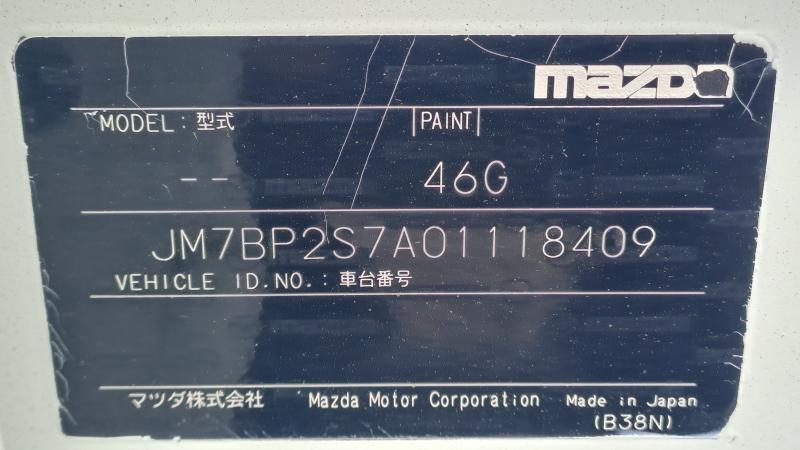 mazda
MODEL: 型式 PAINT
-- 46G
JM7BP2S7A01118409
VEHICLE ID.NO.: 車台番号
マツダ株式会社 Mazda Motor Corporation Made in Japan
(B38N)